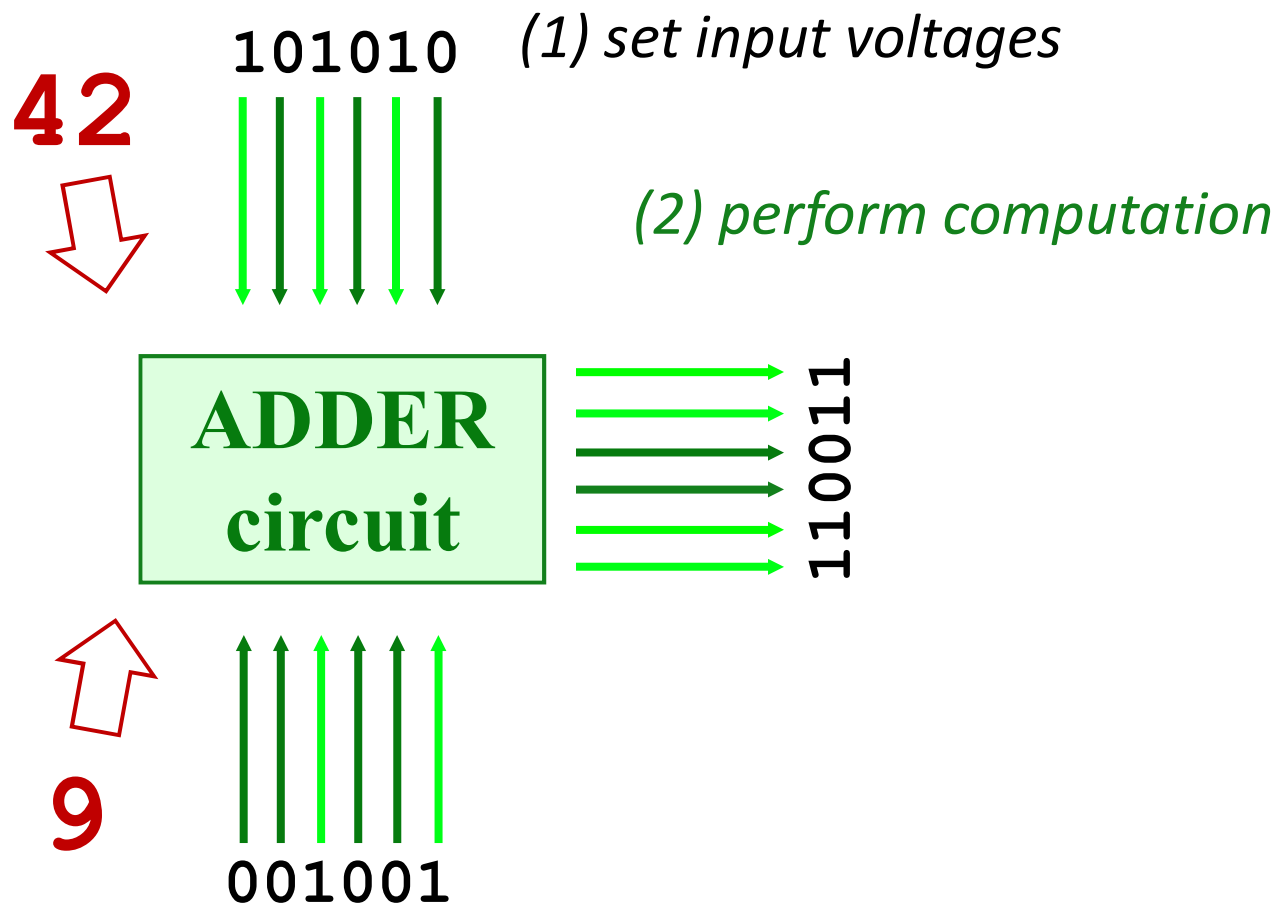 101010
(1) set input voltages
42
(2) perform computation
ADDER
circuit
110011
9
001001